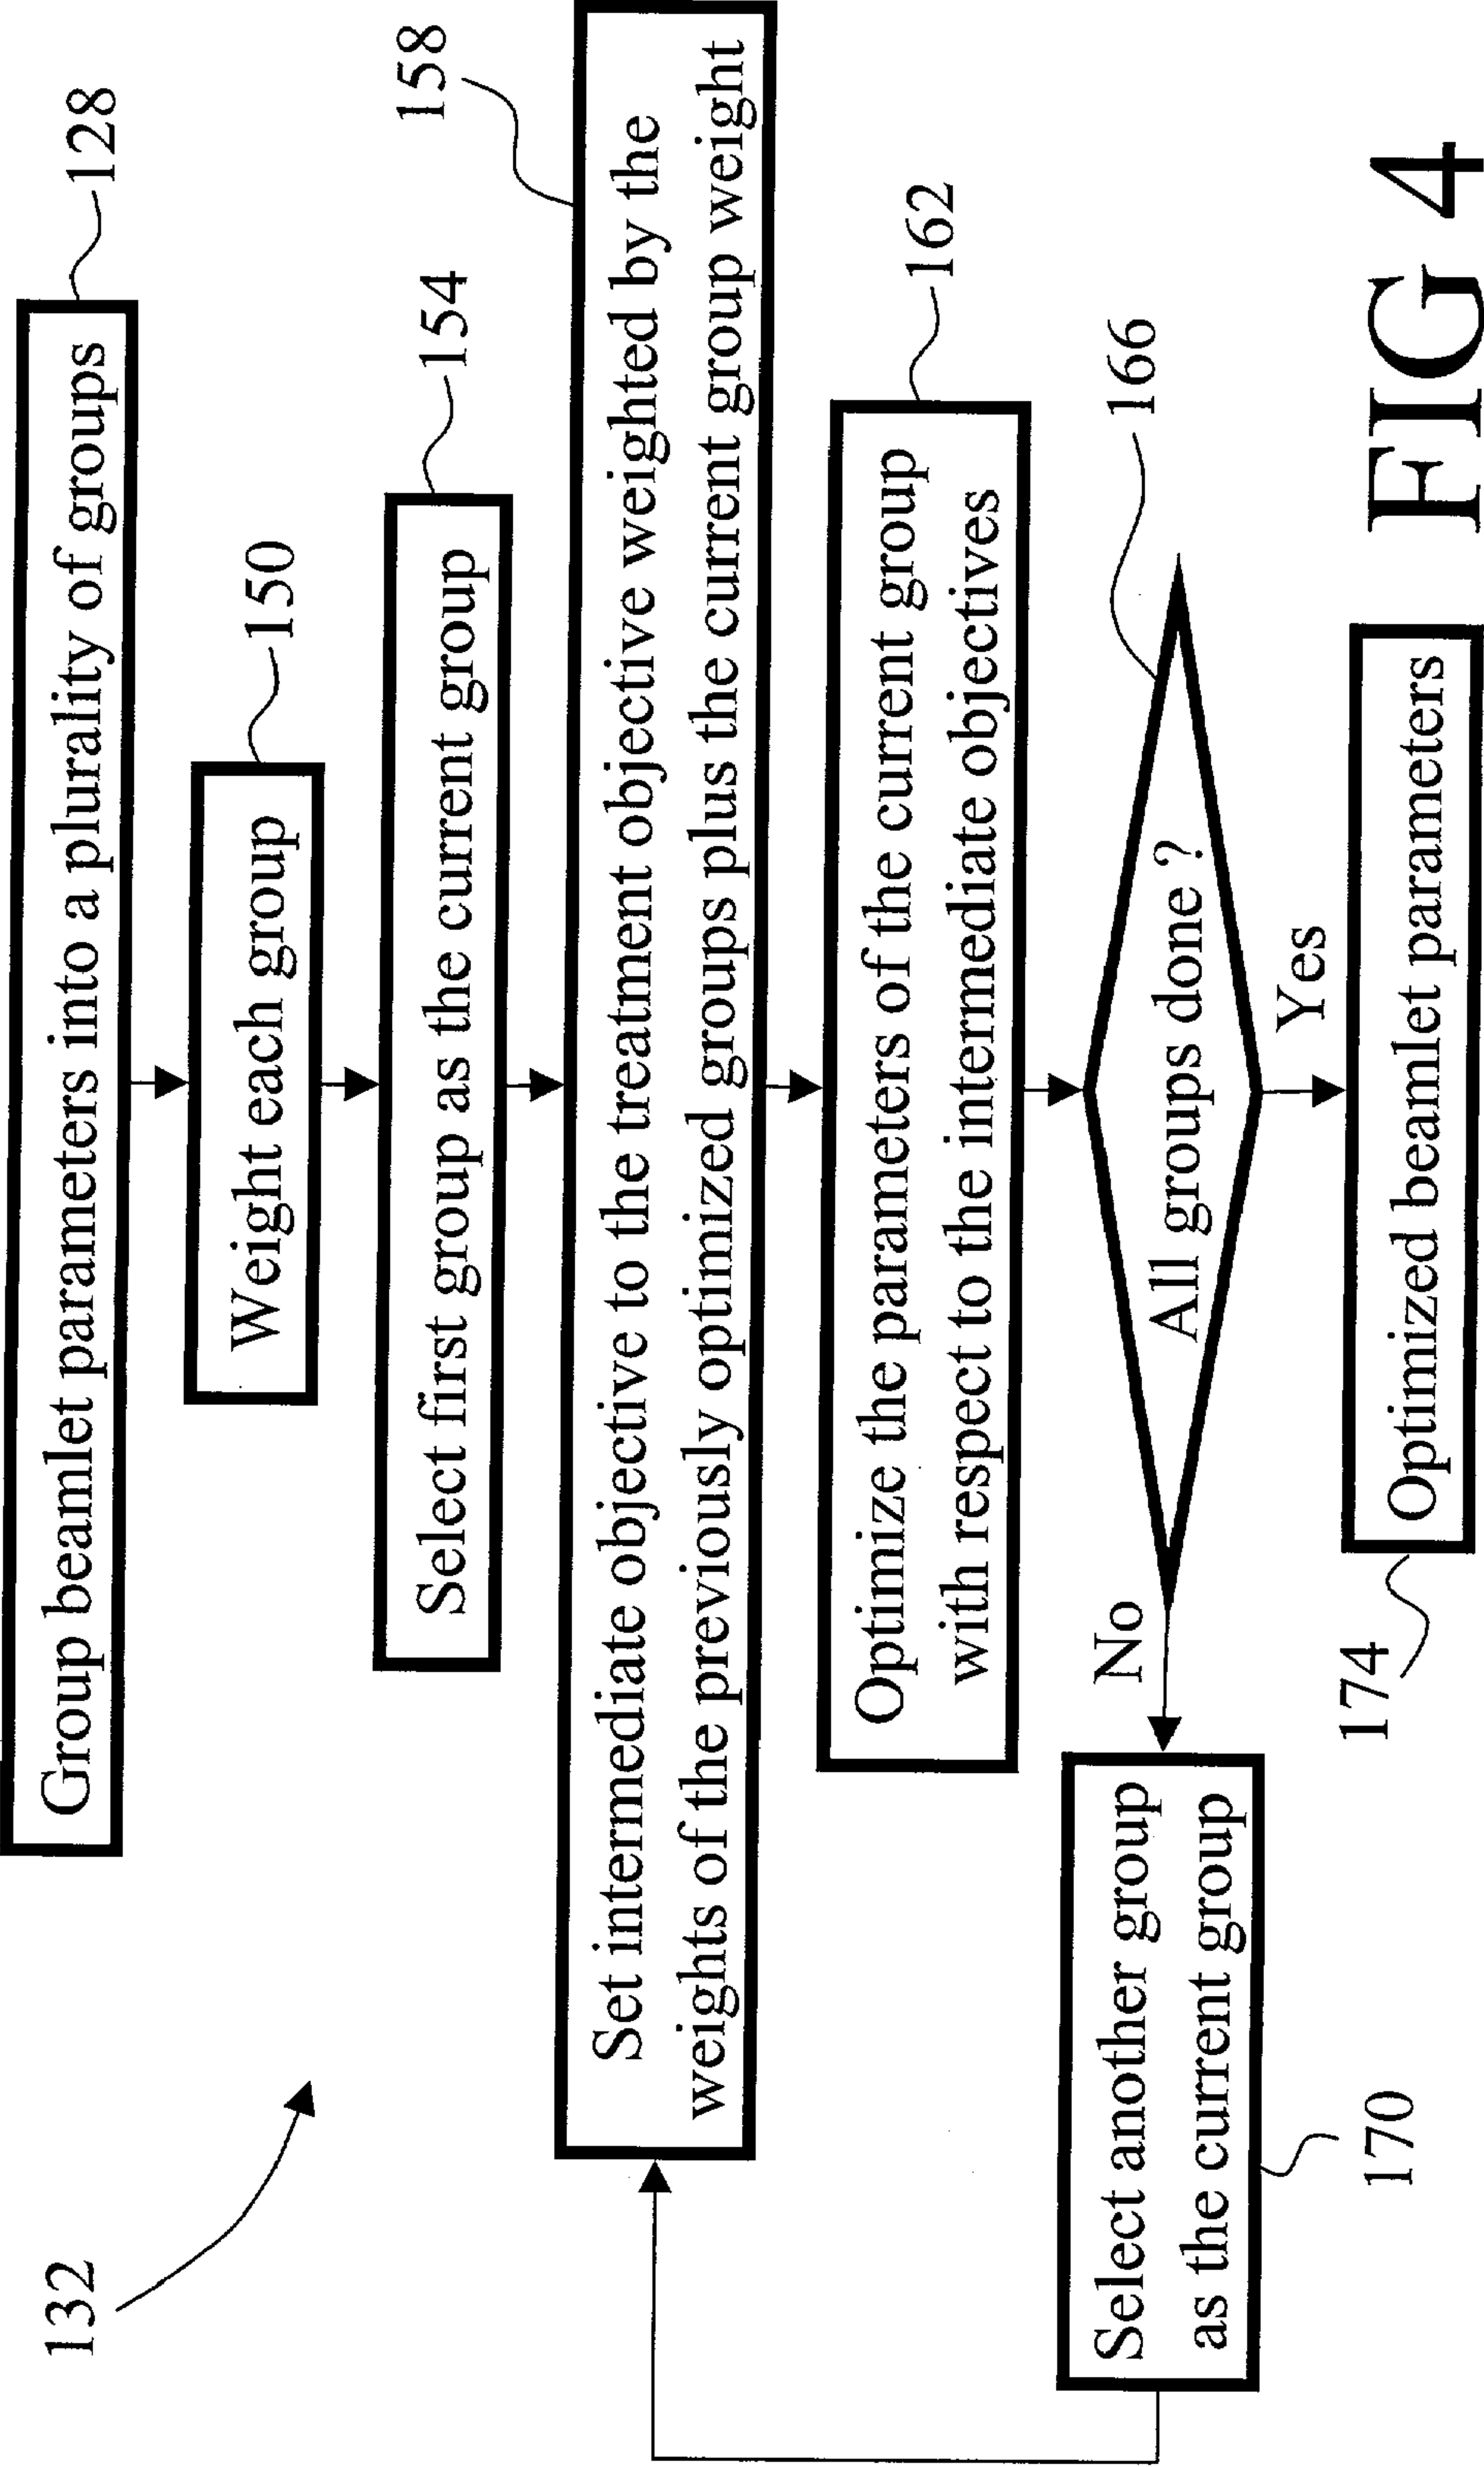 132
Group beamlet parameters into a plurality of groups
128
Weight each group
150
Select first group as the current group
154
158
Set intermediate objective to the treatment objective weighted by the
weights of the previously optimized groups plus the current group weight
Optimize the parameters of the current group
with respect to the intermediate objectives
162
All groups done ?
166
No
Yes
Select another group
as the current group
170
Optimized beamlet parameters
174
FIG 4